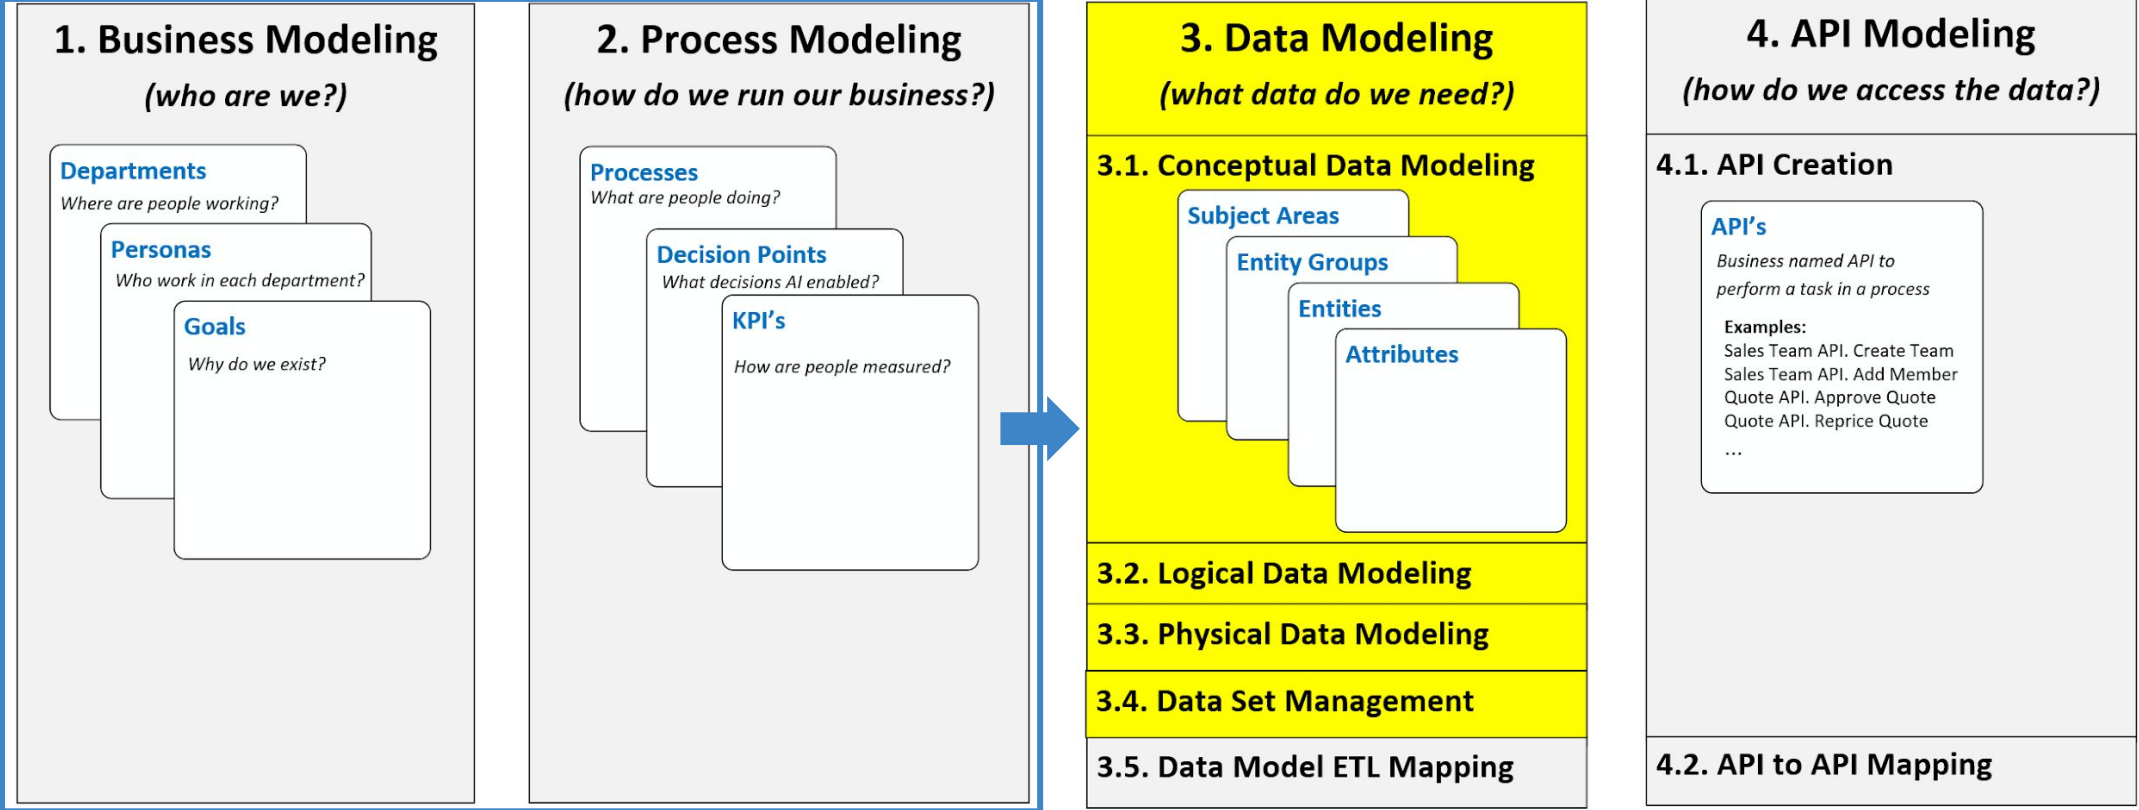 1. Business Modeling
(who are we?)
Departments
Where are people working?
Personas
Who work in each department?
Goals
Why do we exist?
2. Process Modeling
(how do we run our business?)
Processes
What are people doing?
Decision Points
What decisions AI enabled?
KPI's
How are people measured?
3. Data Modeling
(what data do we need?)
3.1. Conceptual Data Modeling
Subject Areas
Entity Groups
Entities
Attributes
3.2. Logical Data Modeling
3.3. Physical Data Modeling
3.4. Data Set Management
3.5. Data Model ETL Mapping
4. API Modeling
(how do we access the data?)
4.1. API Creation
API's
Business named API to
perform a task in a process
Examples:
Sales Team API. Create Team
Sales Team API. Add Member
Quote API. Approve Quote
Quote API. Reprice Quote
...
4.2. API to API Mapping